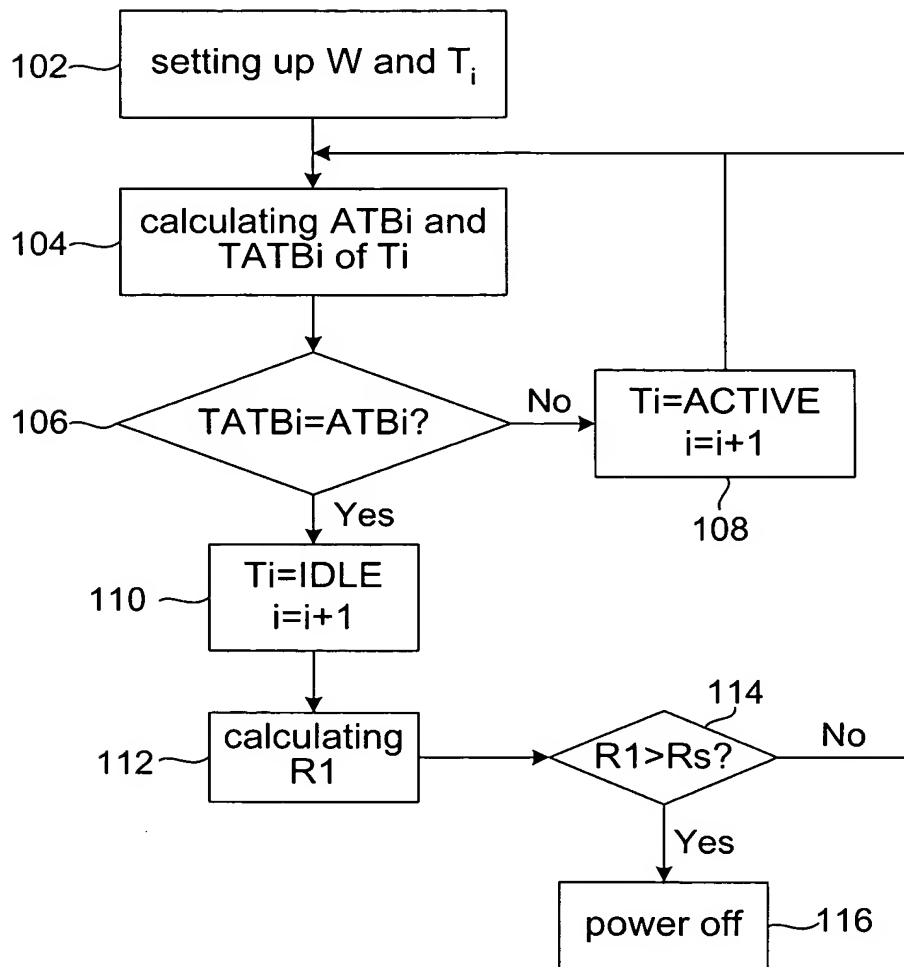 102
setting up W and Ti
104
calculating ATBi and
TATBi of Ti
106
TATBi=ATBi?
No
Ti=ACTIVE
i=i+1
108
Yes
110
Ti=IDLE
i=i+1
112
calculating
R1
114
R1>Rs?
No
Yes
power off
116